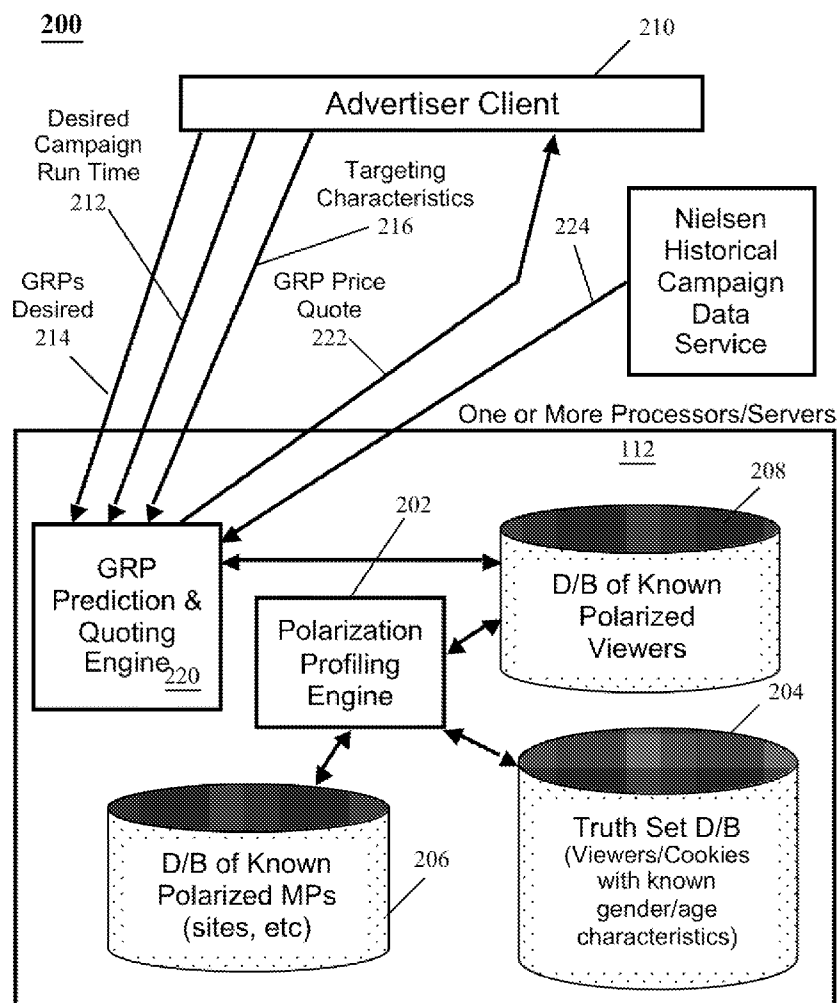 200
210
Advertiser Client
Desired
Campaign
Run Time
212
Targeting
Characteristics
216
224
Nielsen
Historical
Campaign
Data
Service
GRPs
Desired
214
GRP Price
Quote
222
One or More Processors/Servers
112
202
208
GRP
Prediction &
Quoting
Engine
220
Polarization
Profiling
Engine
D/B of Known
Polarized
Viewers
204
D/B of Known
Polarized MPs
(sites, etc)
206
Truth Set D/B
(Viewers/Cookies
with known
gender/age
characteristics)